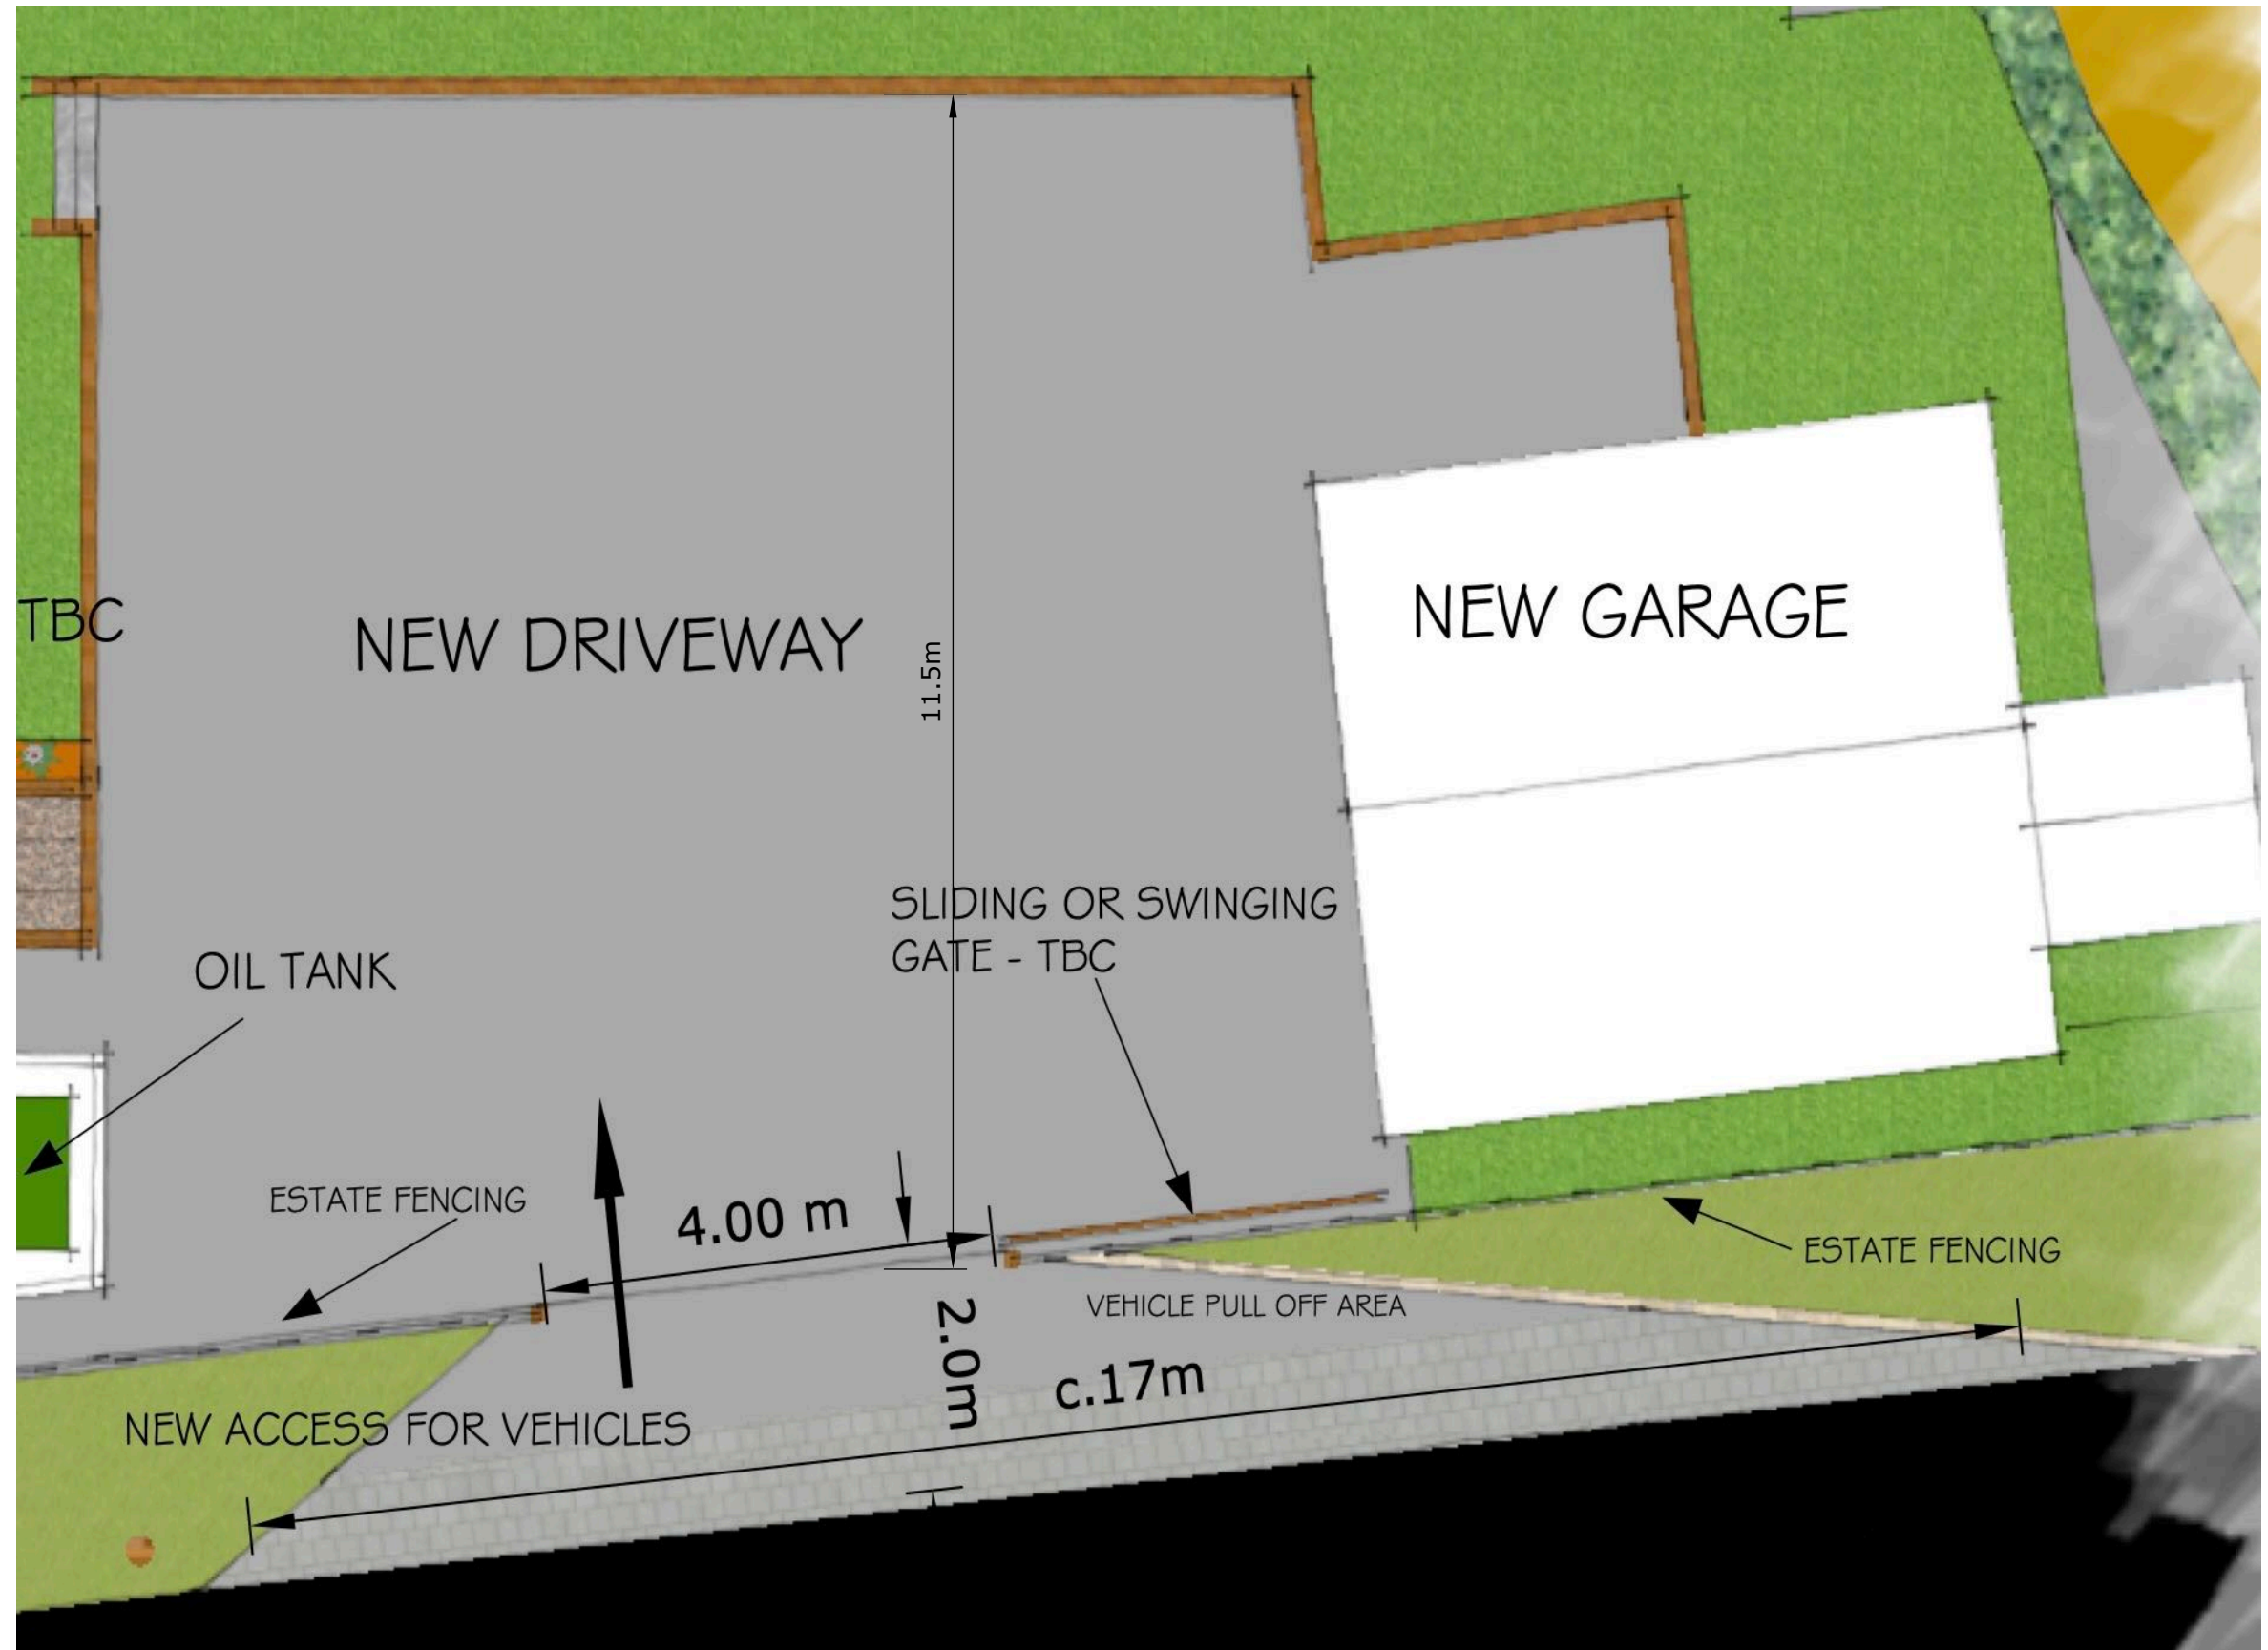 NEW GARAGE
TBC
NEW DRIVEWAY
11.5m
SLIDING OR SWINGING
GATE - TBC
OIL TANK
ESTATE FENCING
4.00 m
ESTATE FENCING
VEHICLE PULL OFF AREA
2.0m
c.17m
NEW ACCESS FOR VEHICLES